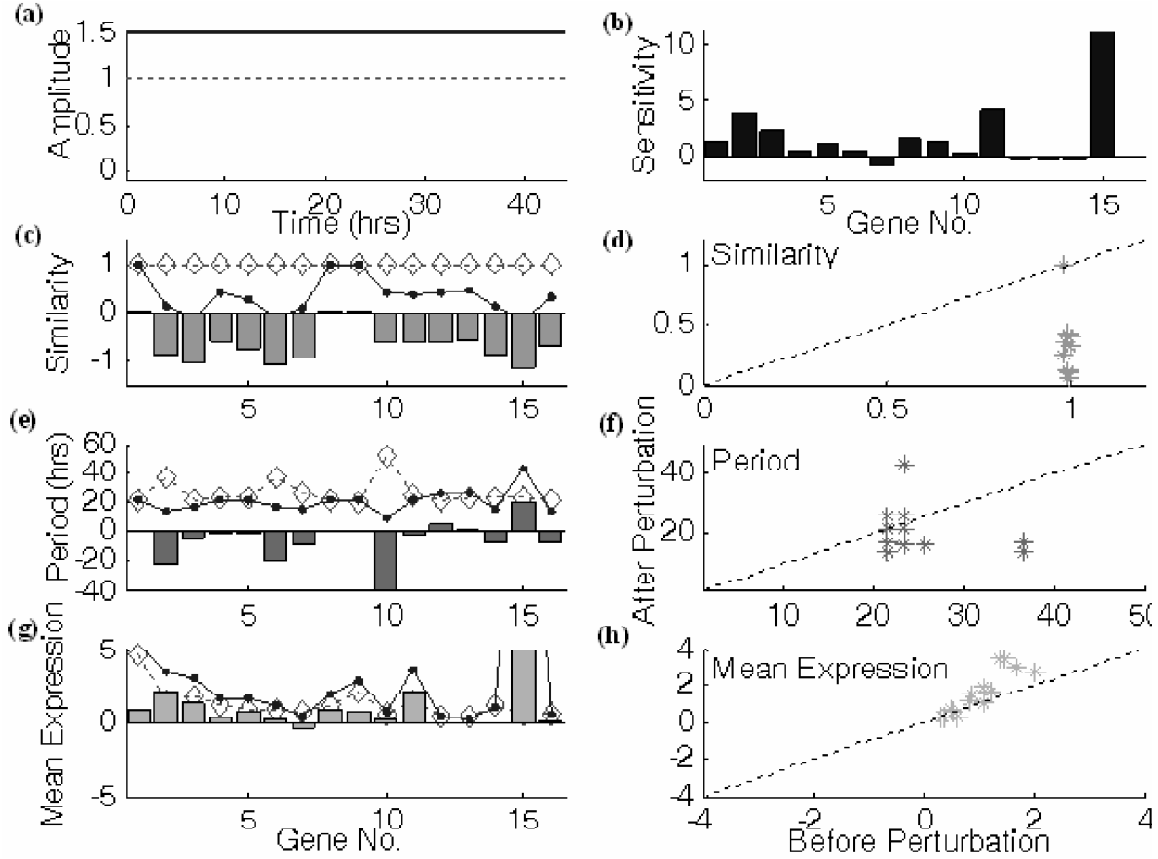 (a)
Amplitude
1.5
1
0.5
0
0 10 20 30 40
Time (hrs)
(b)
Sensitivity
10
5
0
5 10 15
Gene No.
(c)
Similarity
1
0
-1
5 10 15
(d)
Similarity
1
0.5
0
0 0.5 1
(e)
Period (hrs)
60
40
20
0
-20
-40
5 10 15
(f)
Period
After Perturbation
40
20
10 20 30 40 50
(g)
Mean Expression
5
0
-5
5 10 15
Gene No.
(h)
Mean Expression
4
2
0
-2
-4
-4 -2 0 2 4
Before Perturbation